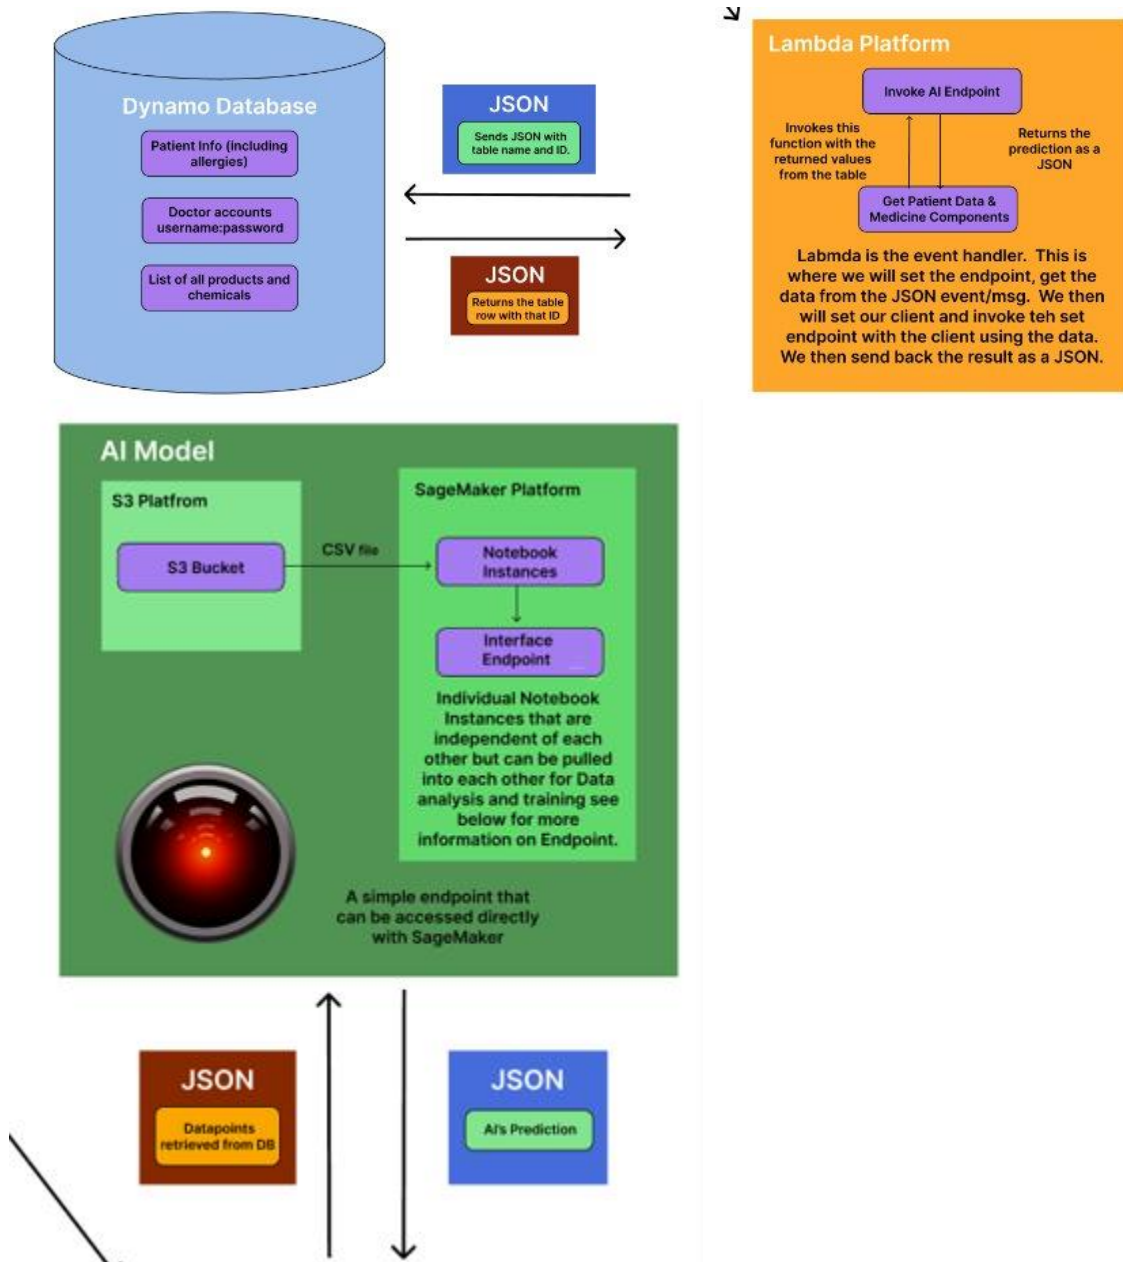 Dynamo Database
Patient Info (including
allergies)
Doctor accounts
username:password
List of all products and
chemicals
JSON
Sends JSON with
table name and ID.
JSON
Returns the table
row with that ID
Lambda Platform
Invoke AI Endpoint
Invokes this
function with the
returned values
from the table
Returns the
prediction as a
JSON
Get Patient Data &
Medicine Components
Labmda is the event handler. This is
where we will set the endpoint, get the
data from the JSON event/msg. We then
will set our client and invoke teh set
endpoint with the client using the data.
We then send back the result as a JSON.
AI Model
S3 Platfrom
S3 Bucket
CSV file
SageMaker Platform
Notebook
Instances
Interface
Endpoint
Individual Notebook
Instances that are
independent of each
other but can be pulled
into each other for Data
analysis and training see
below for more
information on Endpoint.
A simple endpoint that
can be accessed directly
with SageMaker
JSON
Datapoints
retrieved from DB
JSON
AI's Prediction